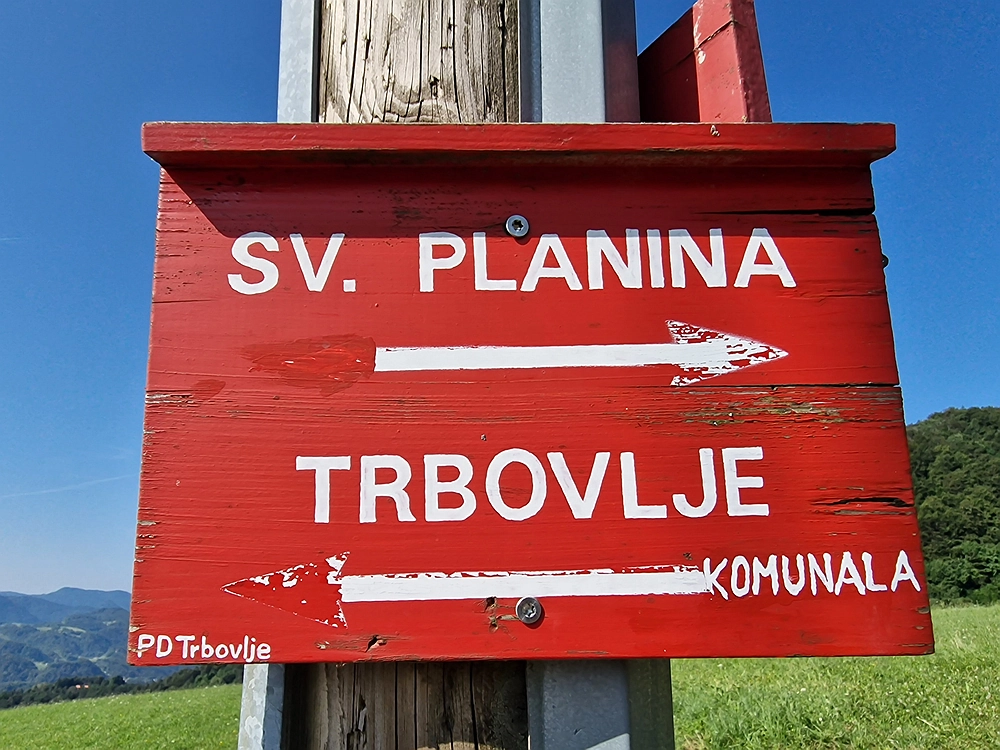 SV. PLANINA
TRBOVLJE
KOMUNALA
PD Trbovlje